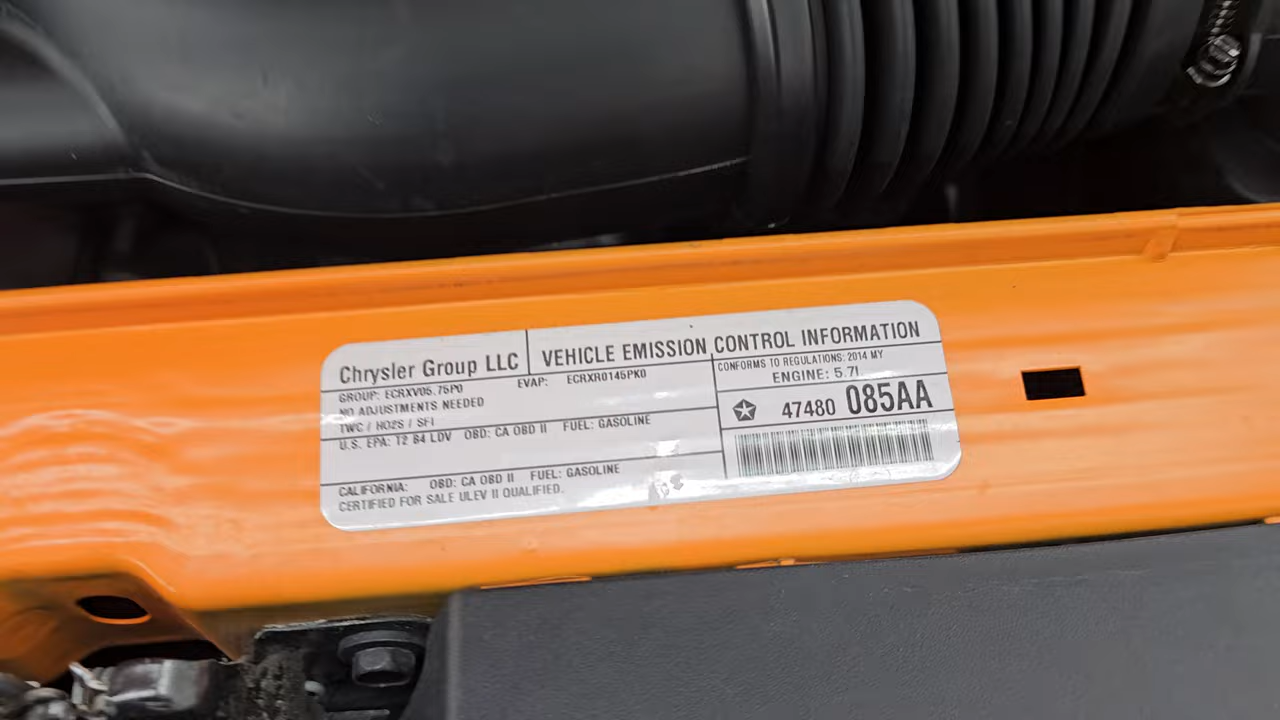 Chrysler Group LLC
VEHICLE EMISSION CONTROL INFORMATION
GROUP: ECRXV05.75P0 EVAP: ECRXR0145PK0
NO ADJUSTMENTS NEEDED
TWC / HO2S / SFI
U.S. EPA: T2 B4 LDV OBD: CA OBD II FUEL: GASOLINE
CALIFORNIA: OBD: CA OBD II FUEL: GASOLINE
CERTIFIED FOR SALE ULEV II QUALIFIED.
CONFORMS TO REGULATIONS: 2014 MY
ENGINE: 5.7l
47480 085AA